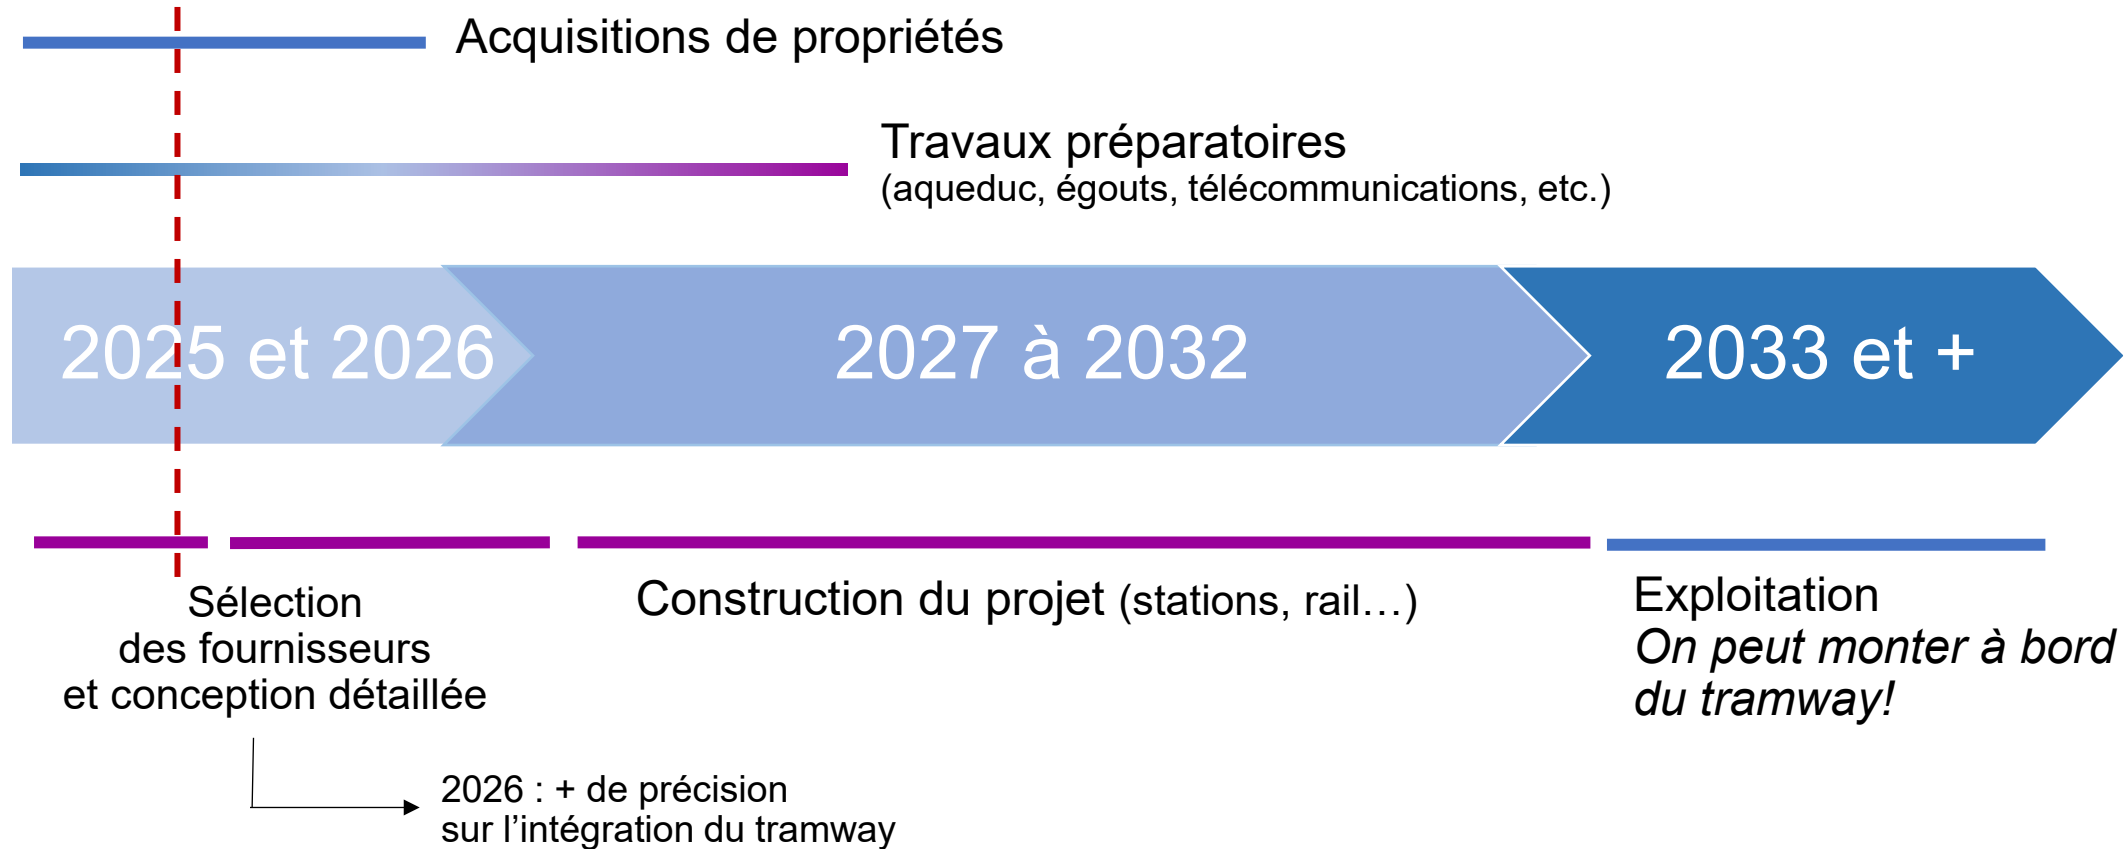 Acquisitions de propriétés
Travaux préparatoires
(aqueduc, égouts, télécommunications, etc.)
2025 et 2026
2027 à 2032
2033 et +
Sélection
des fournisseurs
et conception détaillée
Construction du projet (stations, rail…)
Exploitation
On peut monter à bord
du tramway!
2026 : + de précision
sur l’intégration du tramway